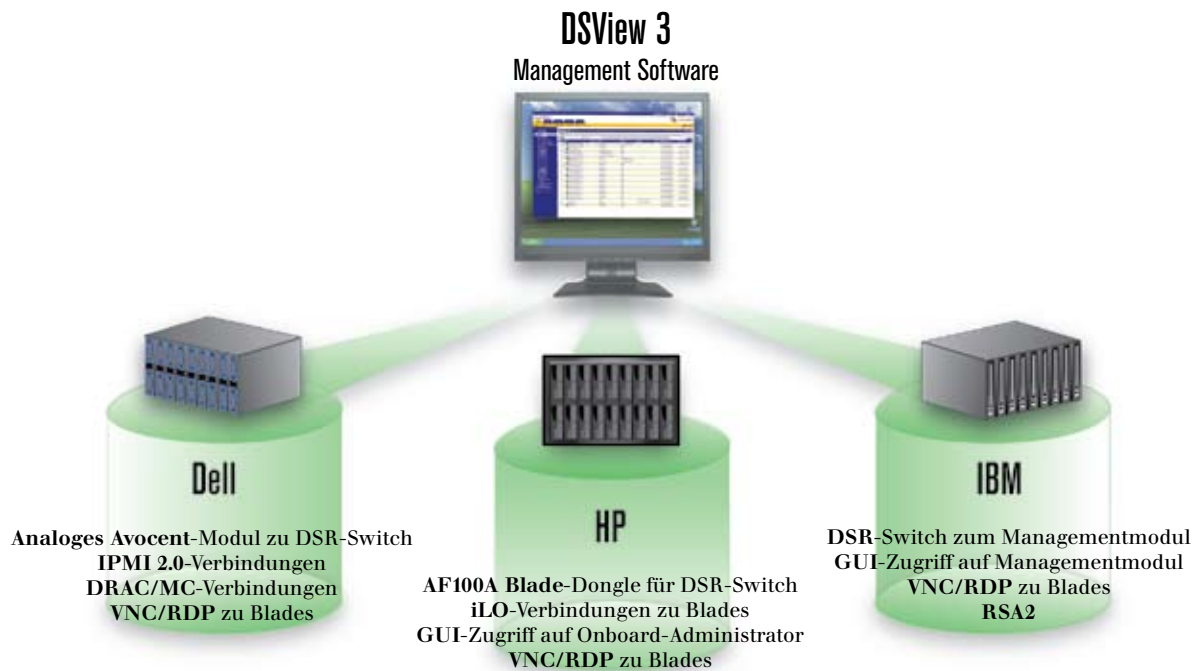 DSView 3
Management Software
Dell
Analoges Avocent-Modul zu DSR-Switch
IPMI 2.0-Verbindungen
DRAC/MC-Verbindungen
VNC/RDP zu Blades
HP
AF100A Blade-Dongle für DSR-Switch
iLO-Verbindungen zu Blades
GUI-Zugriff auf Onboard-Administrator
VNC/RDP zu Blades
IBM
DSR-Switch zum Managementmodul
GUI-Zugriff auf Managementmodul
VNC/RDP zu Blades
RSA2